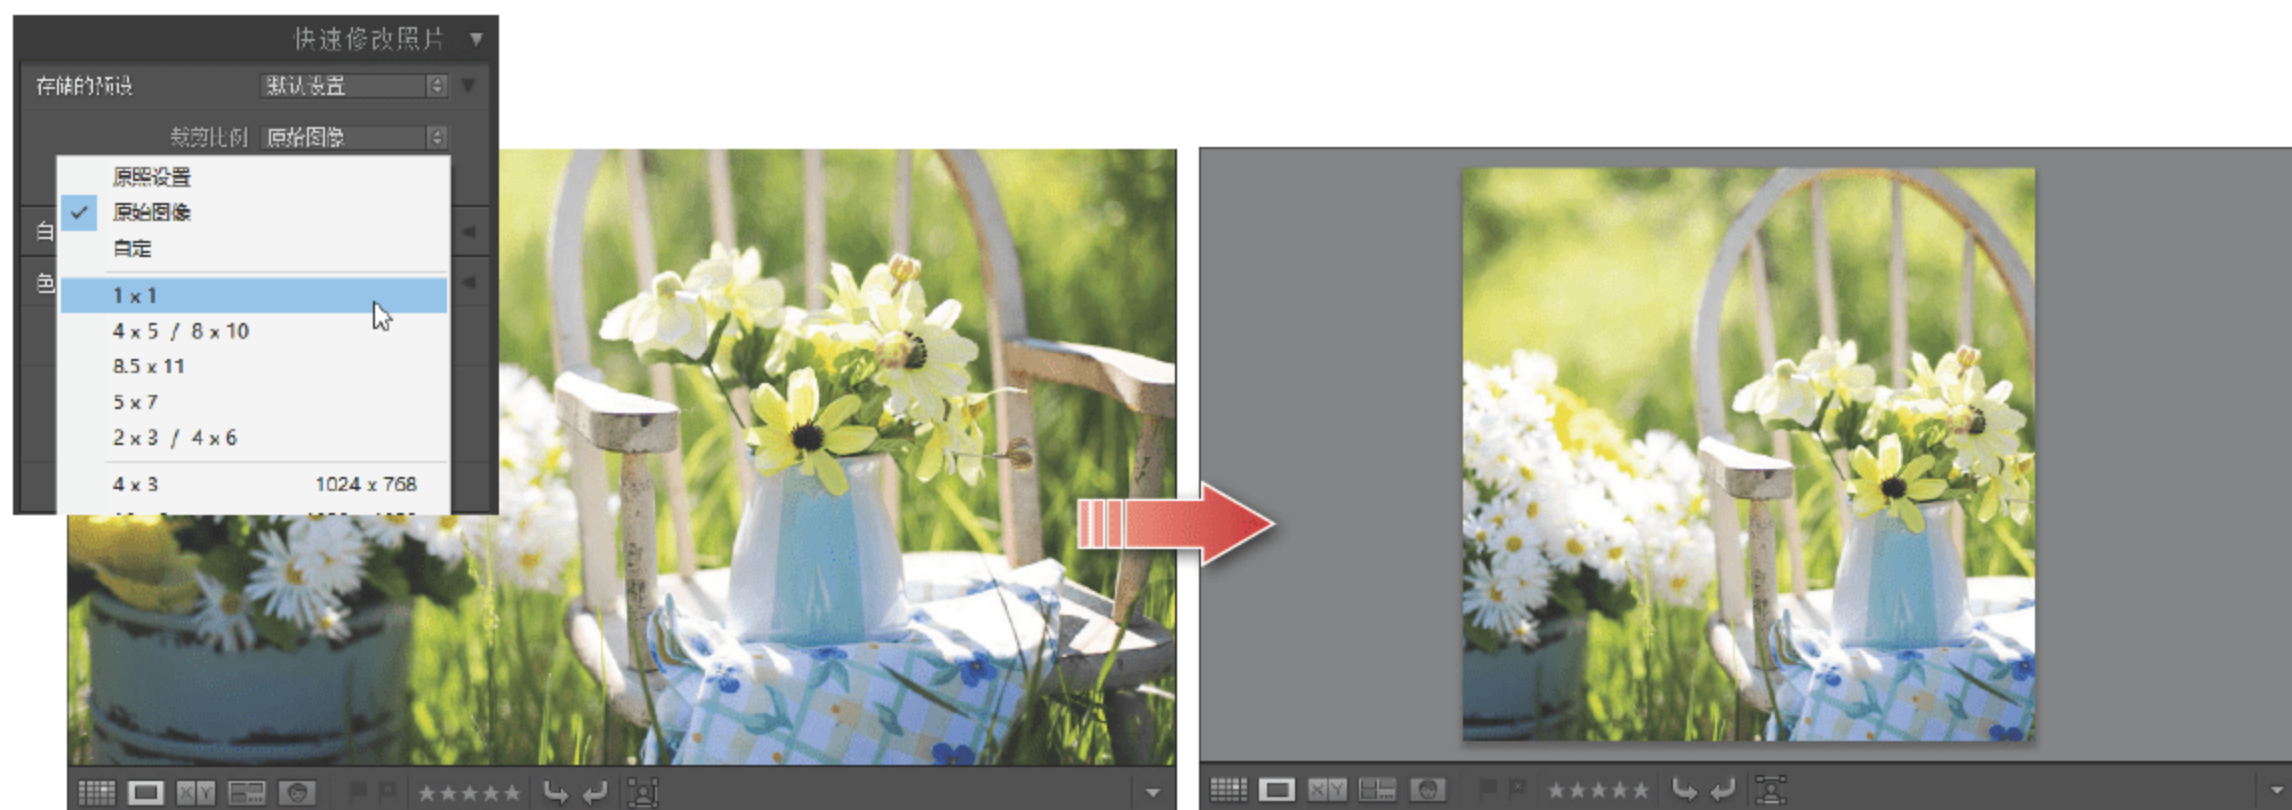 快速修改照片
存储的预设 默认设置
裁剪比例 原始图像
原照设置
原始图像
自定
白
色
1 x 1
4 x 5 / 8 x 10
8.5 x 11
5 x 7
2 x 3 / 4 x 6
4 x 3 1024 x 768
X Y
X Y